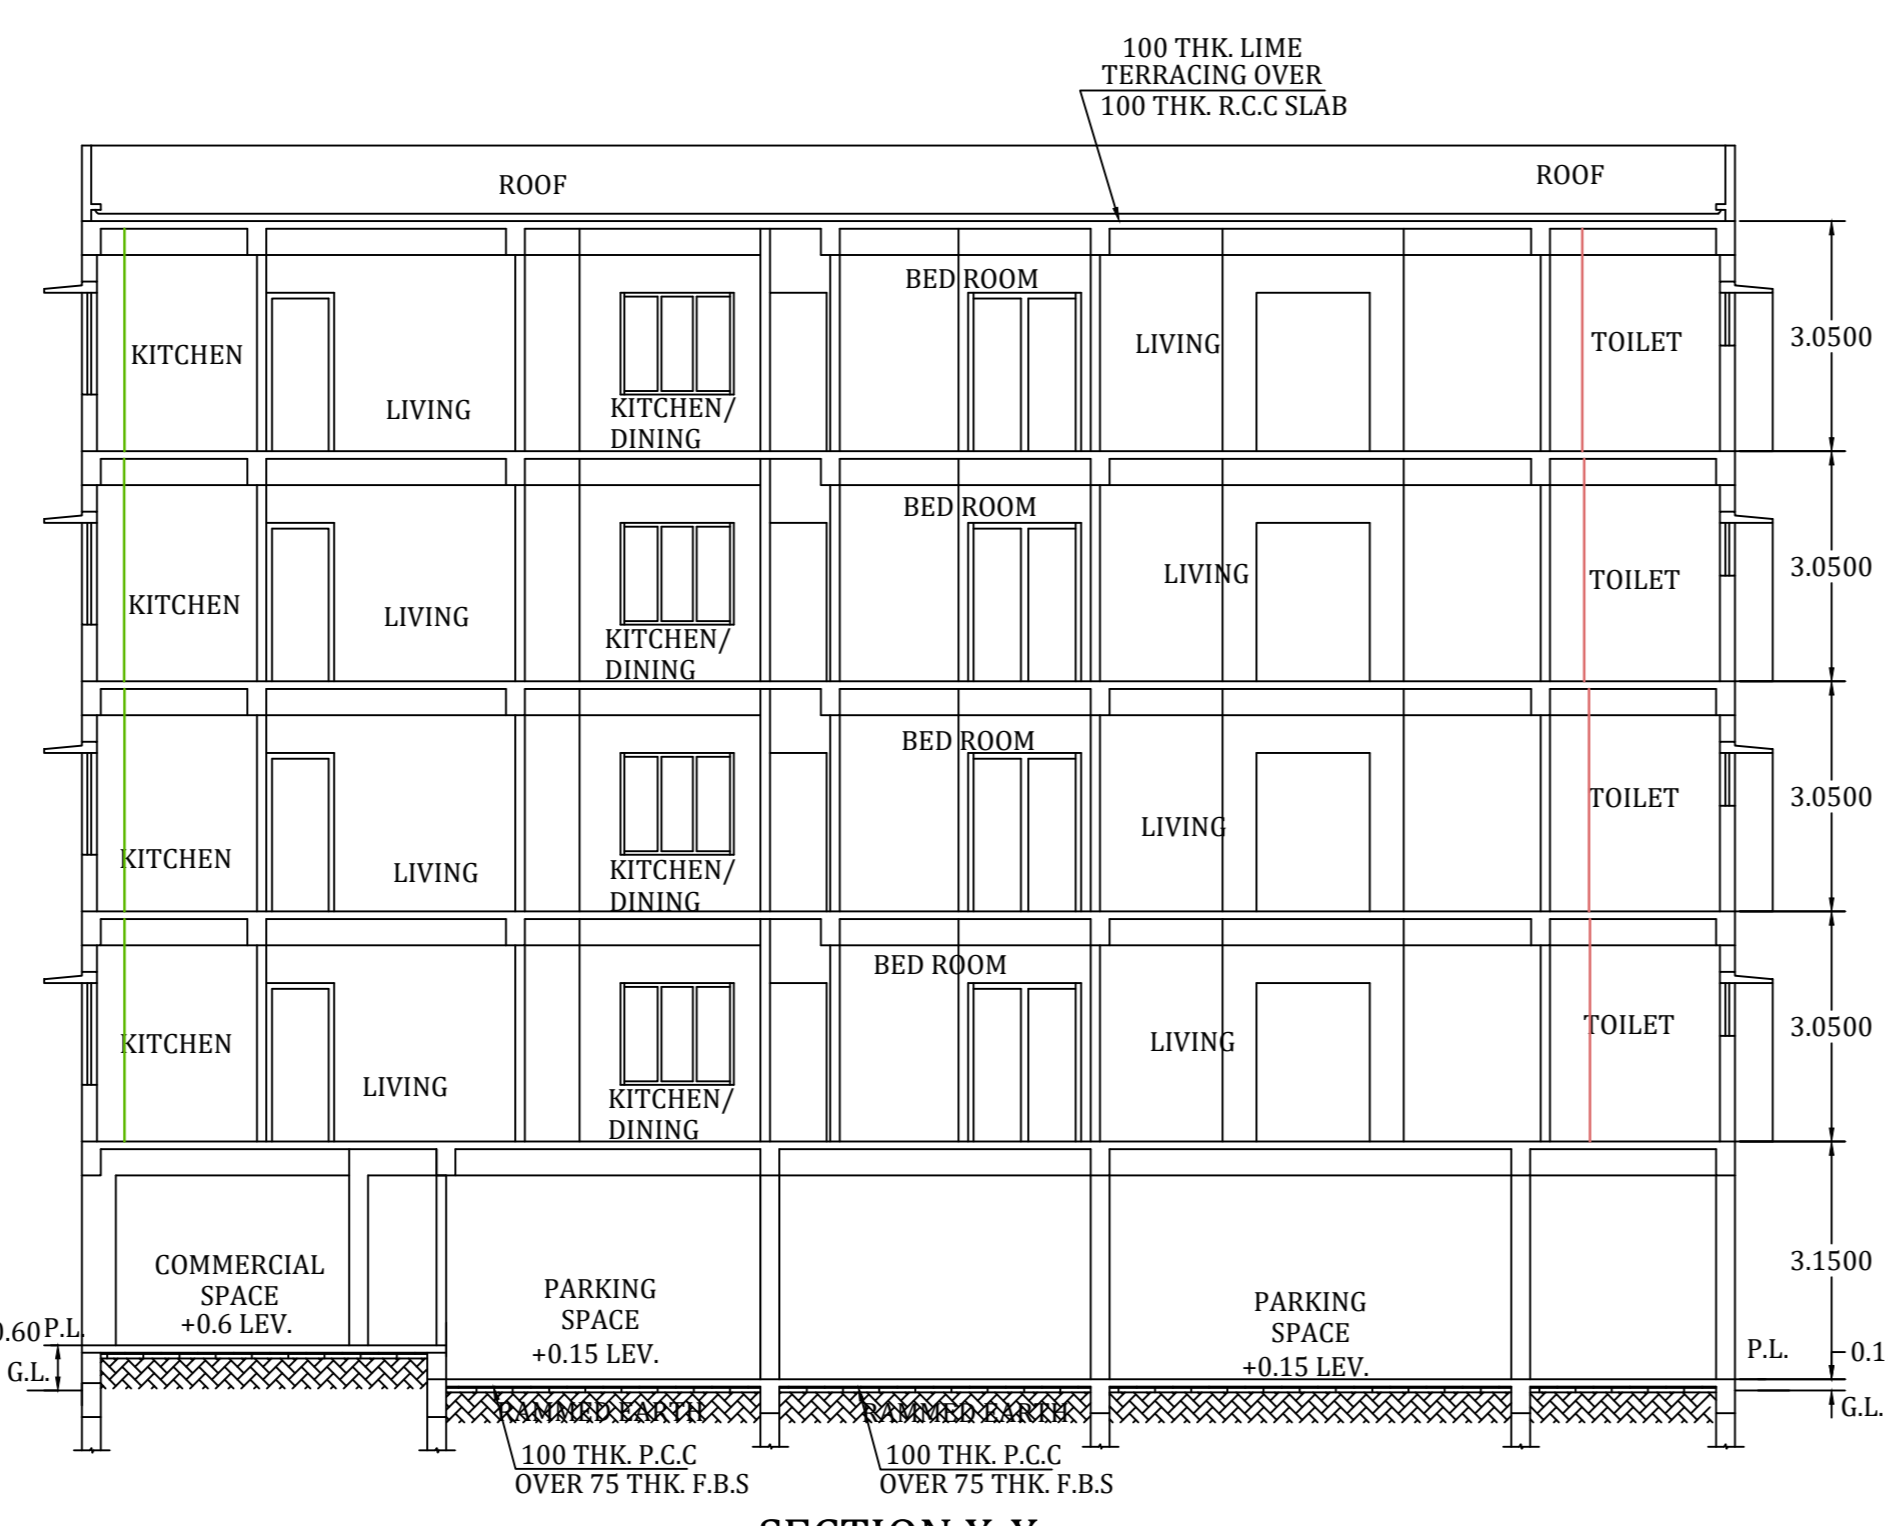 100 THK. LIME
TERRACING OVER
100 THK. R.C.C SLAB
ROOF
ROOF
BED ROOM
KITCHEN
LIVING
KITCHEN/
DINING
LIVING
TOILET
3.0500
BED ROOM
KITCHEN
LIVING
KITCHEN/
DINING
LIVING
TOILET
3.0500
BED ROOM
KITCHEN
LIVING
KITCHEN/
DINING
LIVING
TOILET
3.0500
BED ROOM
KITCHEN
LIVING
KITCHEN/
DINING
LIVING
TOILET
3.0500
COMMERCIAL
SPACE
+0.6 LEV.
PARKING
SPACE
+0.15 LEV.
PARKING
SPACE
+0.15 LEV.
3.1500
0.60 P.L.
G.L.
P.L.
0.1
G.L.
RAMMED EARTH
RAMMED EARTH
100 THK. P.C.C
OVER 75 THK. F.B.S
100 THK. P.C.C
OVER 75 THK. F.B.S